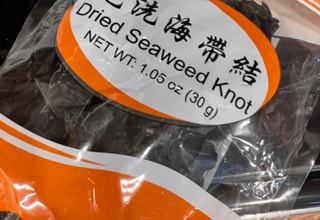 洗海帶結
Dried Seaweed Knot
NET WT: 1.05 oz (30 g)